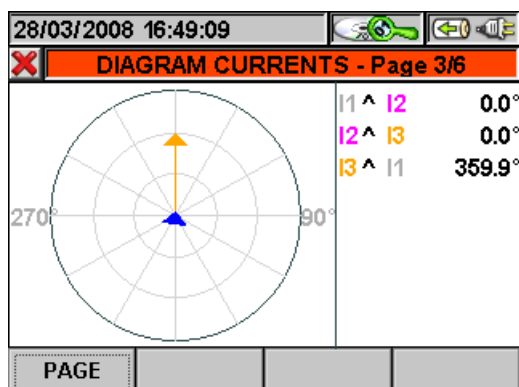 28/03/2008 16:49:09
DIAGRAM CURRENTS - Page 3/6
I1 ^ I2 0.0°
I2 ^ I3 0.0°
I3 ^ I1 359.9°
270° 90°
PAGE